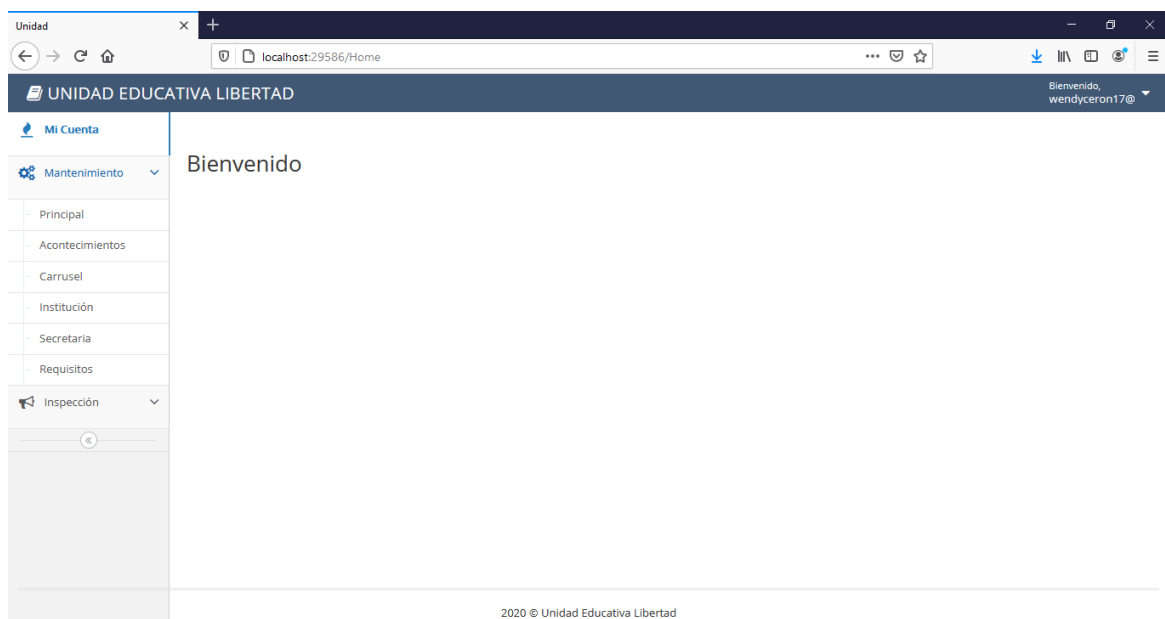 Unidad
localhost:29586/Home
UNIDAD EDUCATIVA LIBERTAD
Bienvenido,
wendyceron17@
Mi Cuenta
Mantenimiento
Principal
Acontecimientos
Carrusel
Institución
Secretaria
Requisitos
Inspección
Bienvenido
2020 © Unidad Educativa Libertad